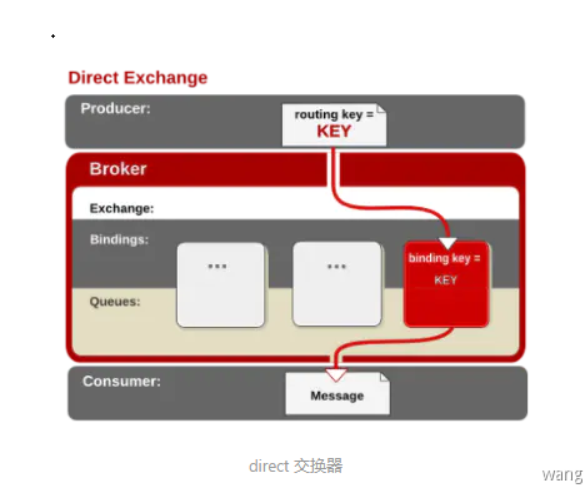 Direct Exchange
Producer:
routing key =
KEY
Broker
Exchange:
Bindings:
...
...
binding key =
KEY
Queues:
Consumer:
Message
direct 交换器
wang